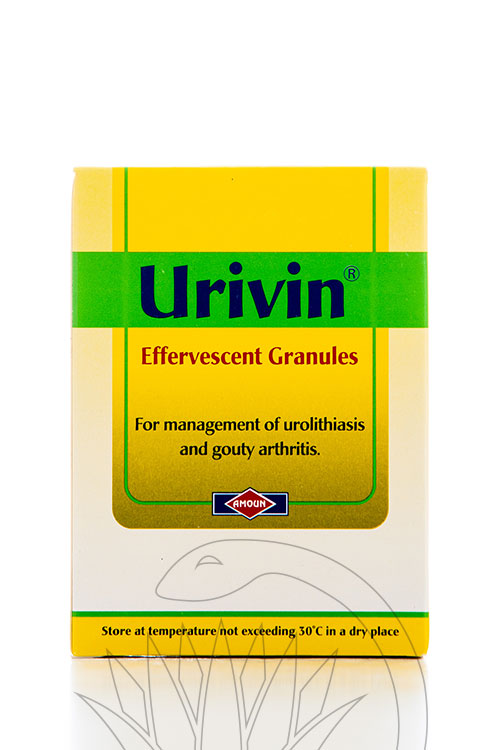 Urivin®
Effervescent Granules
For management of urolithiasis
and gouty arthritis.
AMOUN
Store at temperature not exceeding 30°C in a dry place